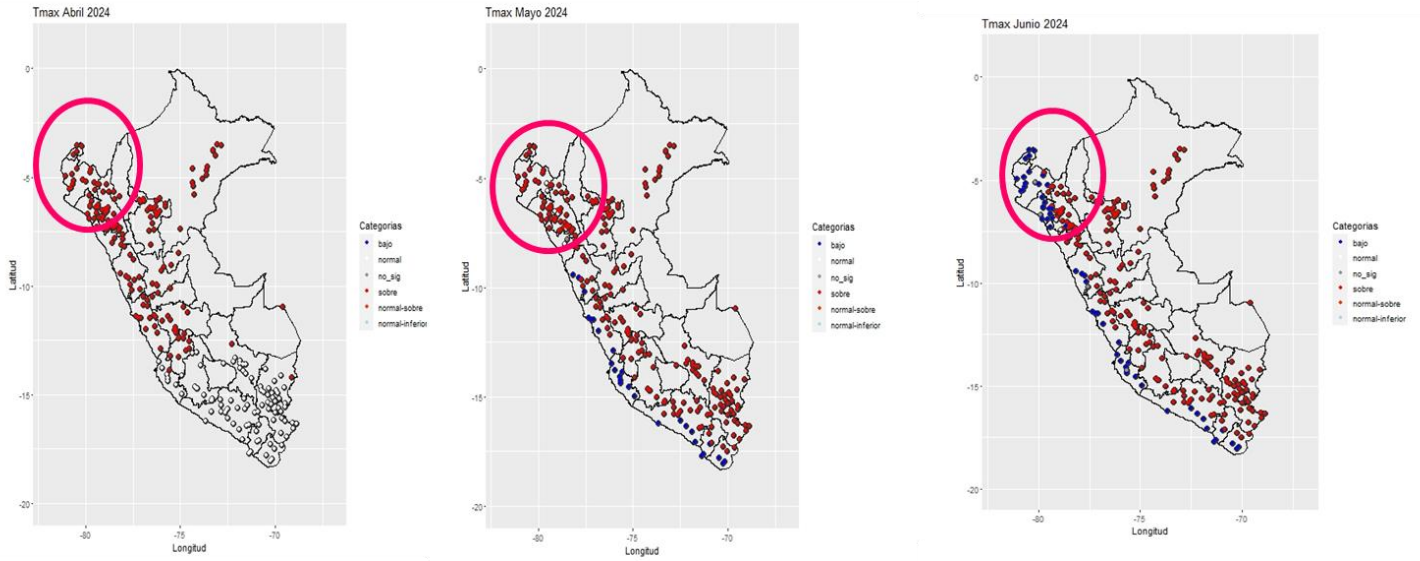 Tmax Abril 2024
0
-5
-10
-15
-20
-80
-75
-70
Latitud
Longitud
Categorias
bajo
normal
no_sig
sobre
normal-sobre
normal-inferior
Tmax Mayo 2024
0
-5
-10
-15
-20
-80
-75
-70
Latitud
Longitud
Categorias
bajo
normal
no_sig
sobre
normal-sobre
normal-inferior
Tmax Junio 2024
0
-5
-10
-15
-20
-80
-75
-70
Latitud
Longitud
Categorias
bajo
normal
no_sig
sobre
normal-sobre
normal-inferior